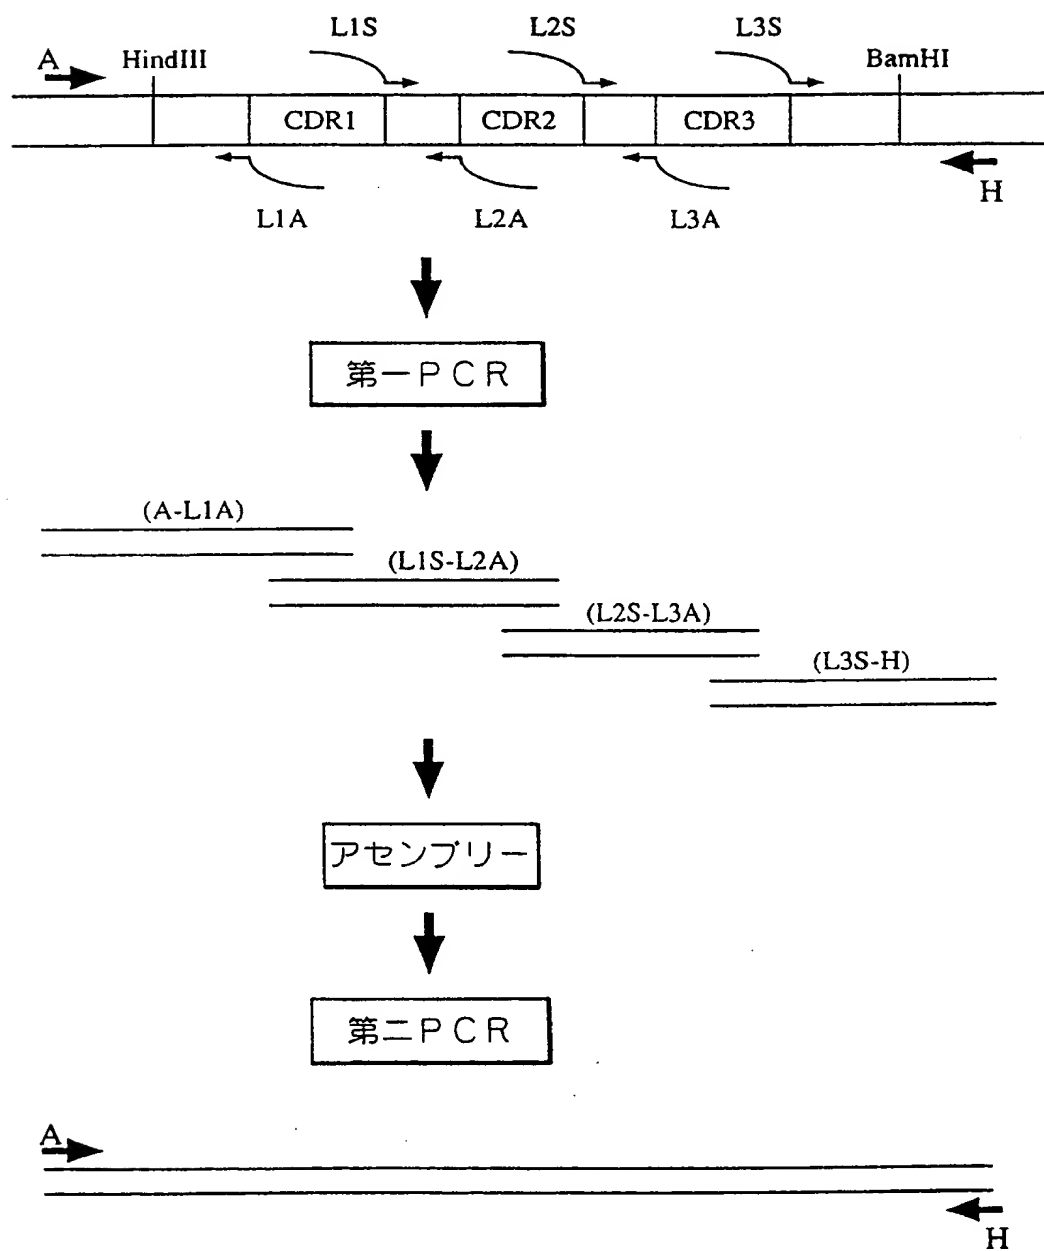 L1S L2S L3S
A HindIII BamHI
CDR1 CDR2 CDR3
H
L1A L2A L3A
第一PCR
(A-L1A)
(L1S-L2A)
(L2S-L3A)
(L3S-H)
アセンブリー
第二PCR
A
H